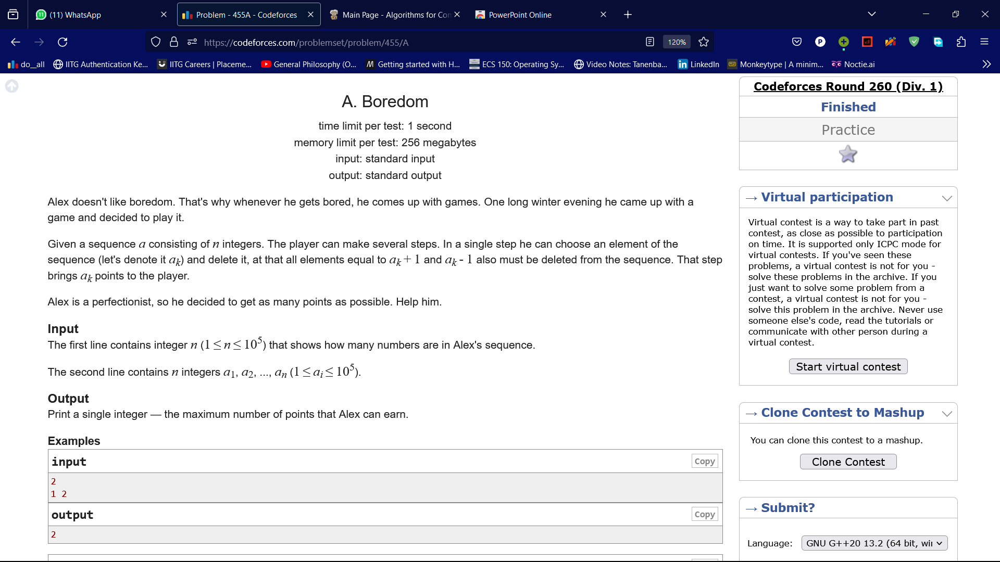 (11) WhatsApp
Problem - 455A - Codeforces
Main Page - Algorithms for Con
PowerPoint Online
https://codeforces.com/problemset/problem/455/A
120%
do__all
IITG Authentication Ke...
IITG Careers | Placeme...
General Philosophy (O...
Getting started with H...
ECS 150: Operating Sy...
Video Notes: Tanenba...
LinkedIn
Monkeytype | A minim...
Noctie.ai
A. Boredom
time limit per test: 1 second
memory limit per test: 256 megabytes
input: standard input
output: standard output
Alex doesn't like boredom. That's why whenever he gets bored, he comes up with games. One long winter evening he came up with a
game and decided to play it.
Given a sequence a consisting of n integers. The player can make several steps. In a single step he can choose an element of the
sequence (let's denote it aₖ) and delete it, at that all elements equal to aₖ + 1 and aₖ - 1 also must be deleted from the sequence. That step
brings aₖ points to the player.
Alex is a perfectionist, so he decided to get as many points as possible. Help him.
Input
The first line contains integer n (1 ≤ n ≤ 10⁵) that shows how many numbers are in Alex's sequence.
The second line contains n integers a₁, a₂, ..., aₙ (1 ≤ aᵢ ≤ 10⁵).
Output
Print a single integer — the maximum number of points that Alex can earn.
Examples
input
Copy
2
1 2
output
Copy
2
Codeforces Round 260 (Div. 1)
Finished
Practice
→ Virtual participation
Virtual contest is a way to take part in past
contest, as close as possible to participation
on time. It is supported only ICPC mode for
virtual contests. If you've seen these
problems, a virtual contest is not for you -
solve these problems in the archive. If you
just want to solve some problem from a
contest, a virtual contest is not for you -
solve this problem in the archive. Never use
someone else's code, read the tutorials or
communicate with other person during a
virtual contest.
Start virtual contest
→ Clone Contest to Mashup
You can clone this contest to a mashup.
Clone Contest
→ Submit?
Language:
GNU G++20 13.2 (64 bit, wi